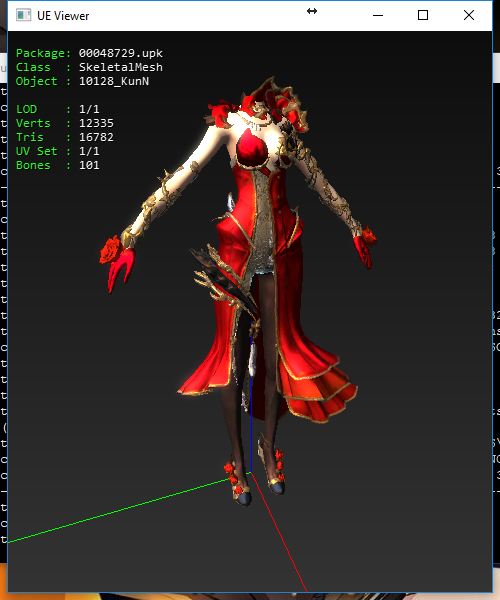 UE Viewer
Package: 00048729.upk
Class : SkeletalMesh
Object : 10128_KunN
LOD : 1/1
Verts : 12335
Tris : 16782
UV Set : 1/1
Bones : 101